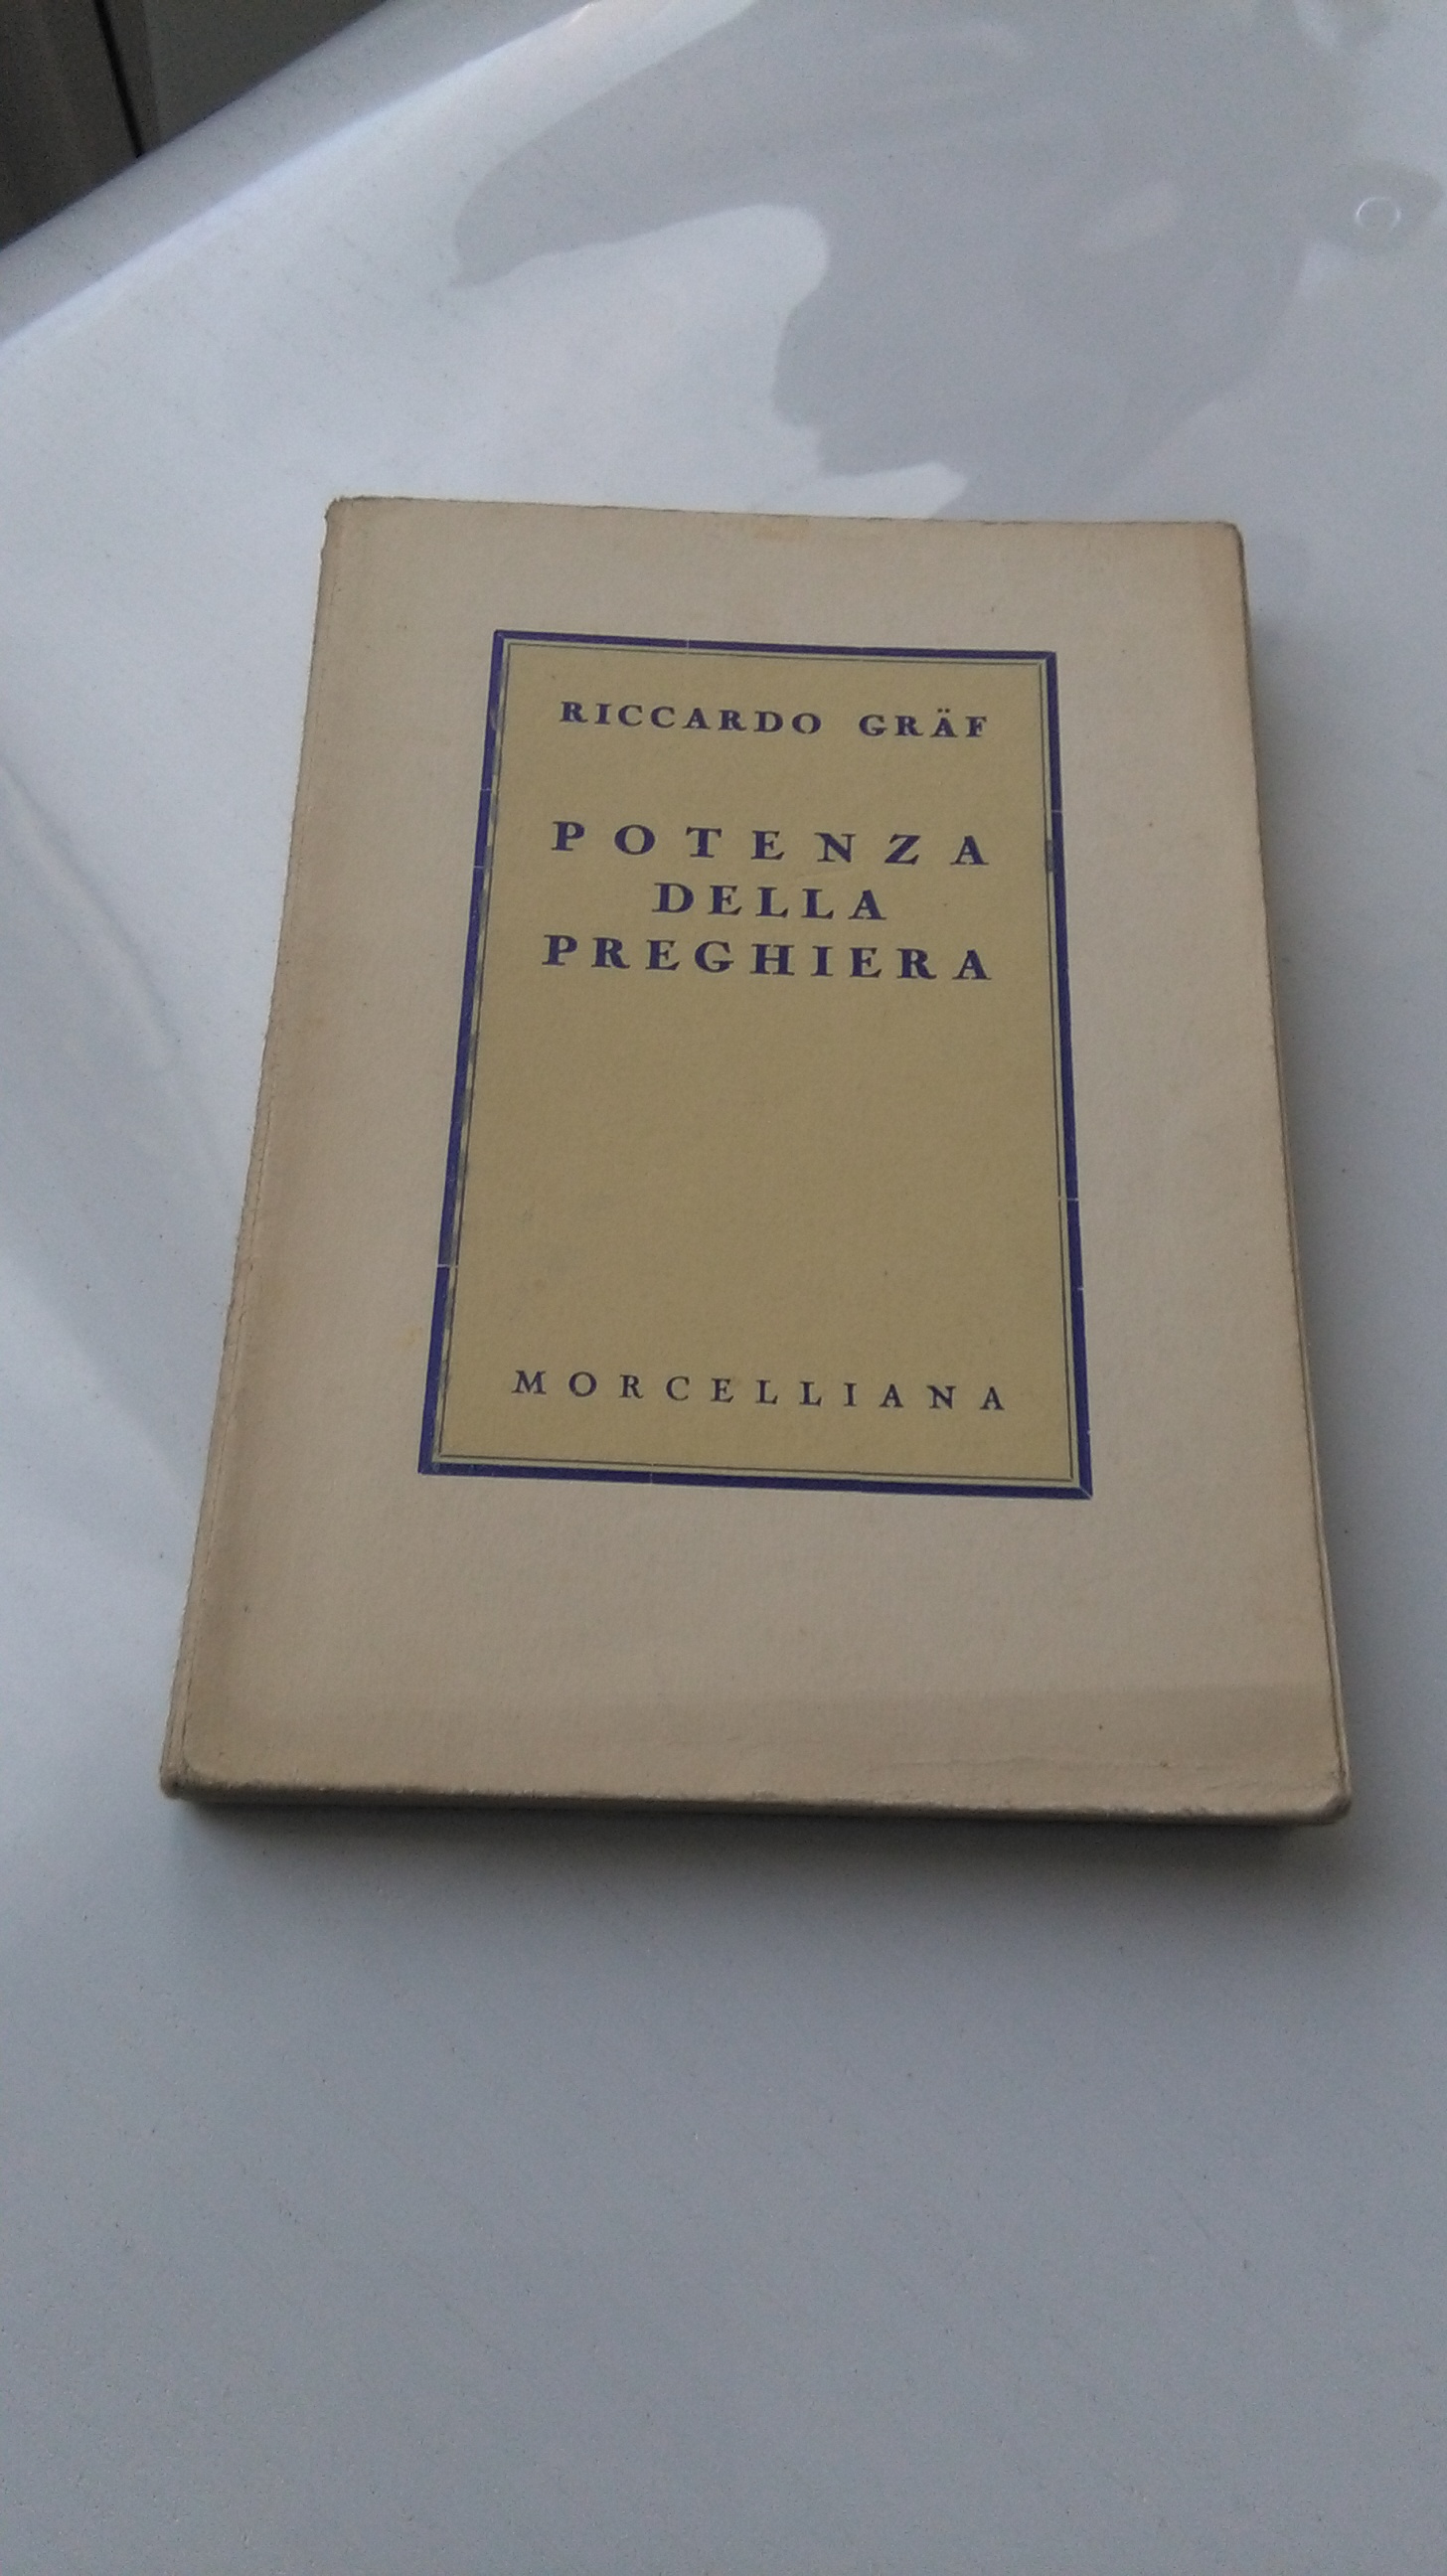 RICCARDO GRÄF
POTENZA
DELLA
PREGHIERA
MORCELLIANA